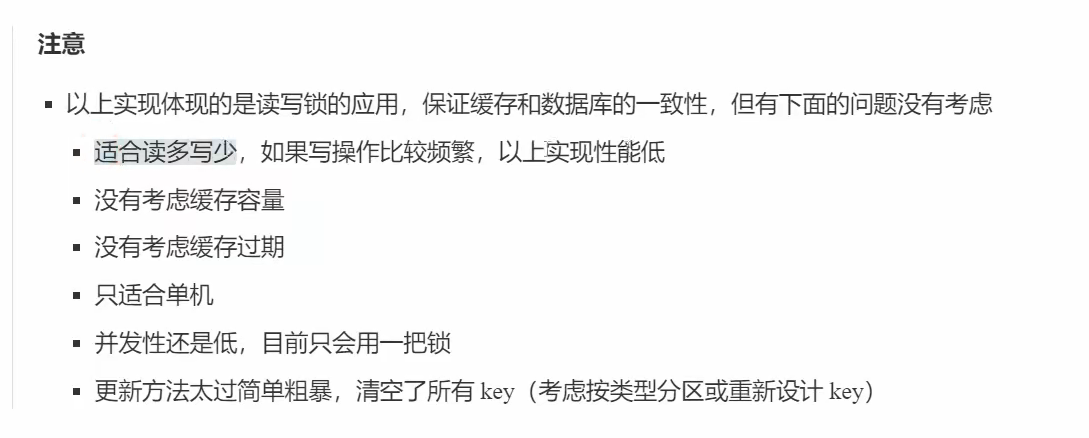 注意
以上实现体现的是读写锁的应用，保证缓存和数据库的一致性，但有下面的问题没有考虑
适合读多写少，如果写操作比较频繁，以上实现性能低
没有考虑缓存容量
没有考虑缓存过期
只适合单机
并发性还是低，目前只会用一把锁
更新方法太过简单粗暴，清空了所有 key（考虑按类型分区或重新设计 key）